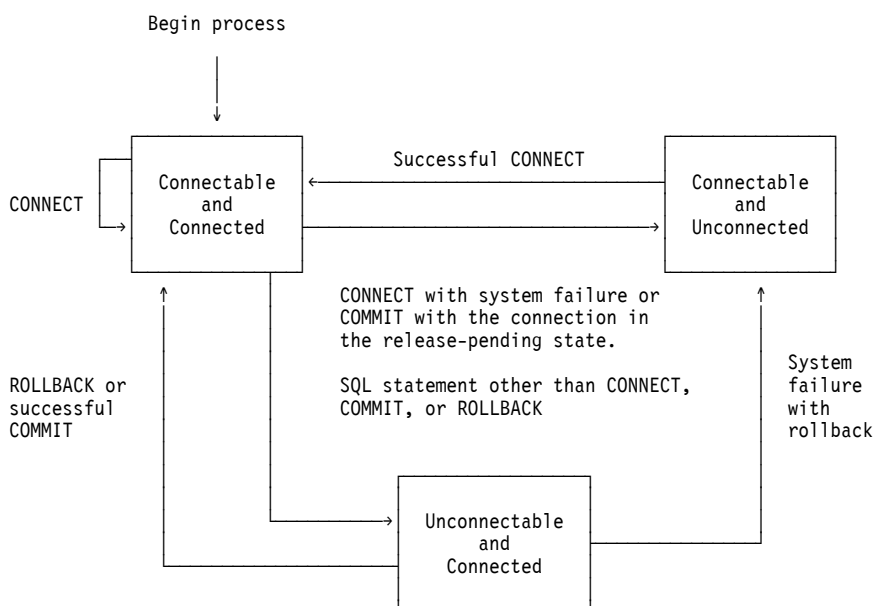 Begin process
Successful CONNECT
Connectable
and
Connected
Connectable
and
Unconnected
CONNECT
CONNECT with system failure or
COMMIT with the connection in
the release-pending state.
SQL statement other than CONNECT,
COMMIT, or ROLLBACK
ROLLBACK or
successful
COMMIT
System
failure
with
rollback
Unconnectable
and
Connected